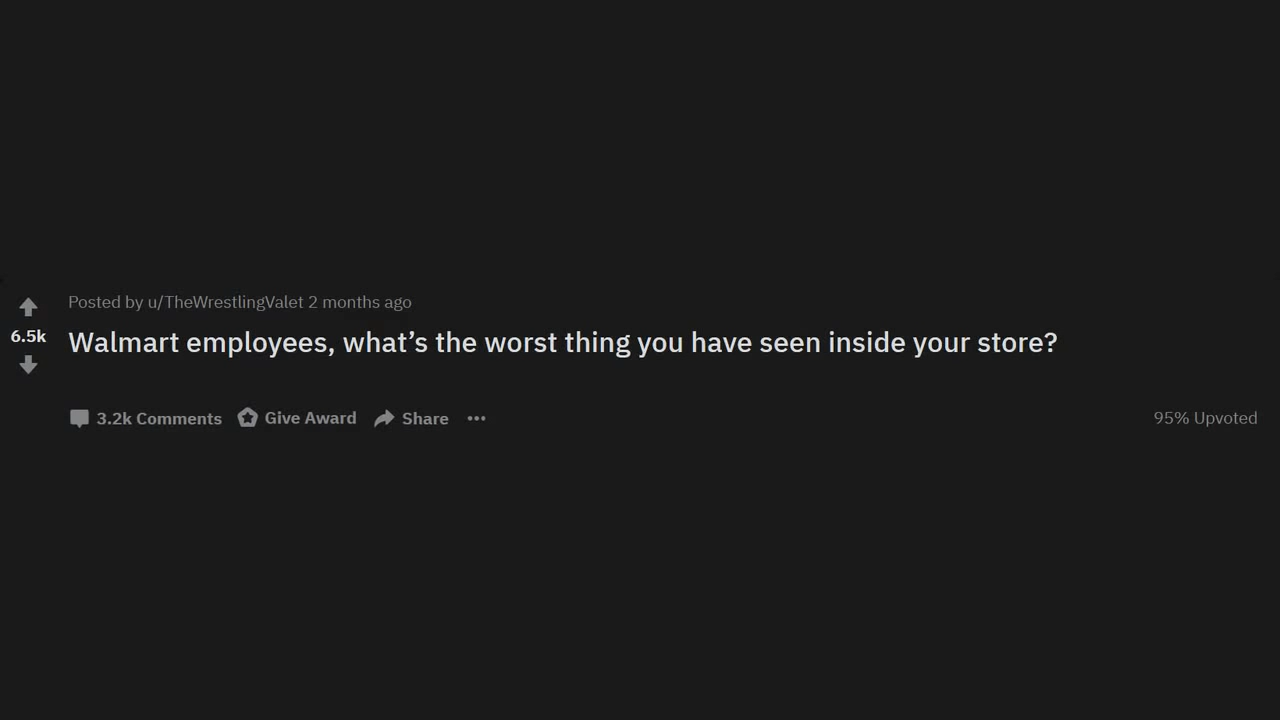 Posted by u/TheWrestlingValet 2 months ago
6.5k
Walmart employees, what’s the worst thing you have seen inside your store?
3.2k Comments Give Award Share ••• 95% Upvoted